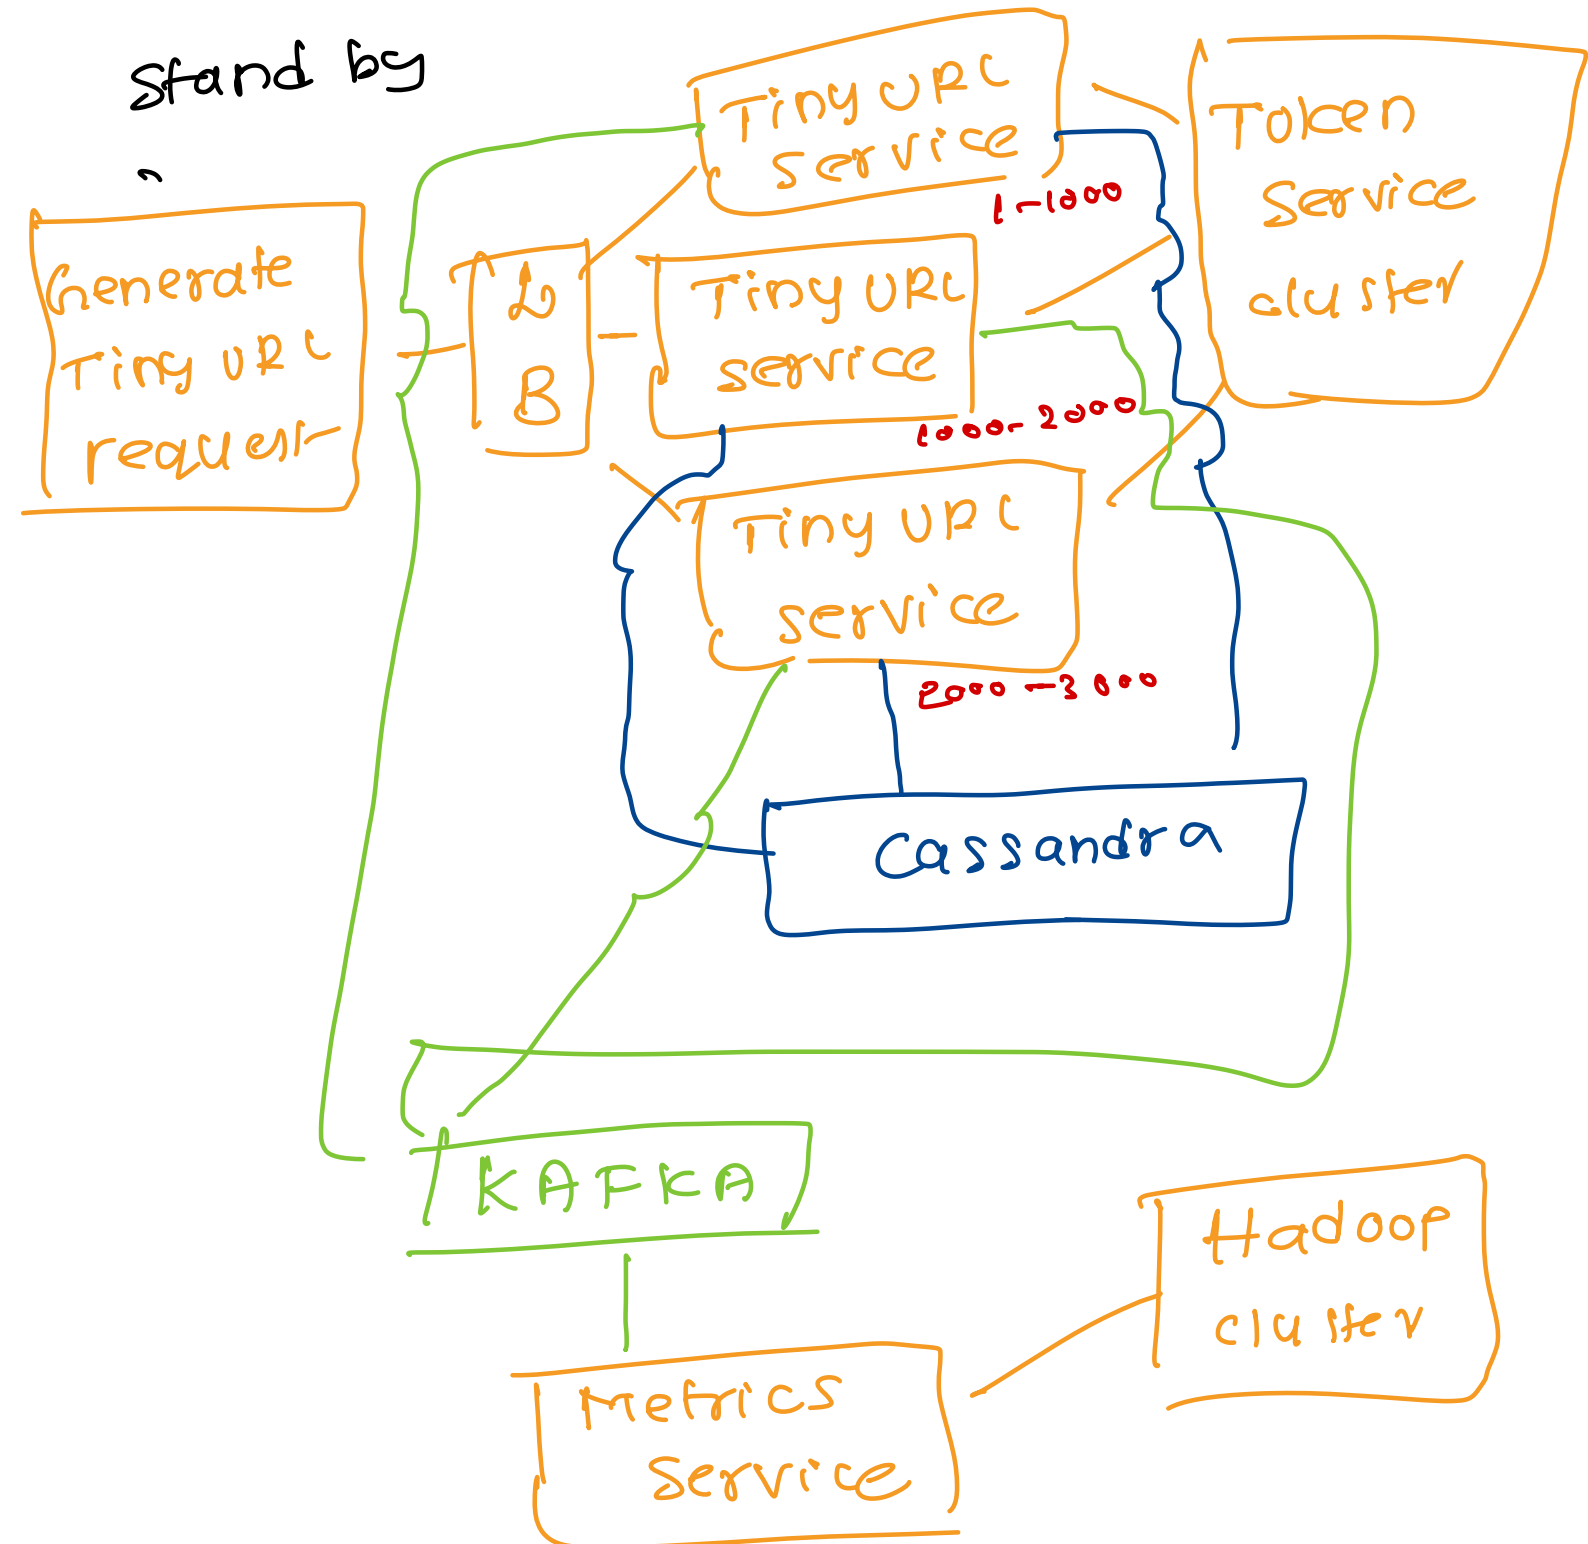 Stand by
Generate
Tiny URL
request
L
B
Tiny URL
service
1-1000
Tiny URL
service
1000-2000
Tiny URL
service
2000-3000
Token
service
cluster
Cassandra
KAFKA
Metrics
service
Hadoop
cluster